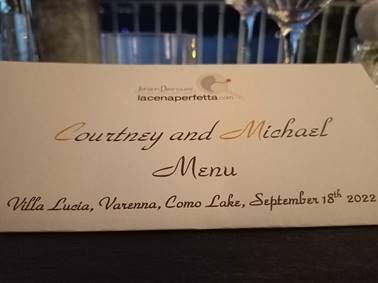 lacenaperfetta.com
Courtney and Michael
Menu
Villa Lucia, Varenna, Como Lake, September 18th 2022